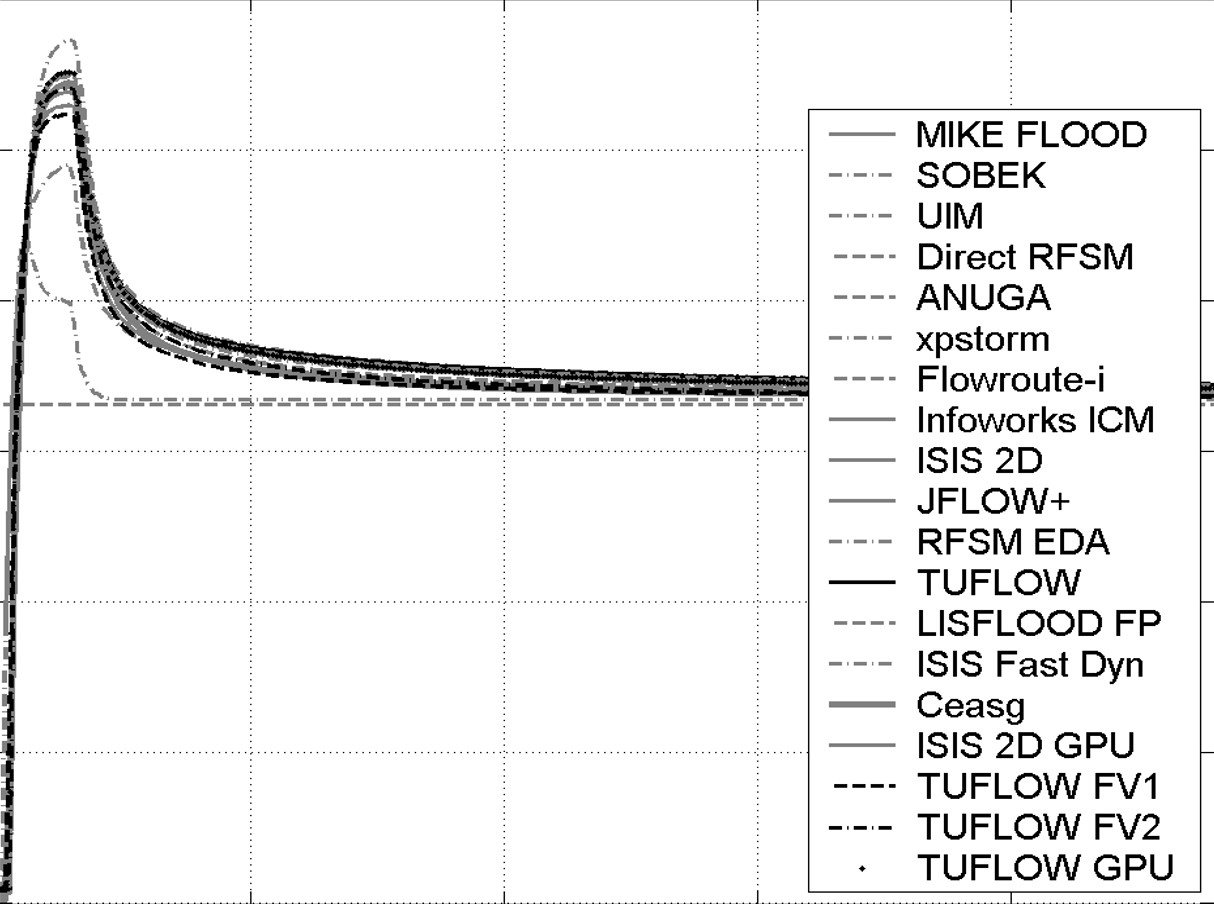 MIKE FLOOD
SOBEK
UIM
Direct RFSM
ANUGA
xpstorm
Flowroute-i
Infoworks ICM
ISIS 2D
JFLOW+
RFSM EDA
TUFLOW
LISFLOOD FP
ISIS Fast Dyn
Ceasg
ISIS 2D GPU
TUFLOW FV1
TUFLOW FV2
TUFLOW GPU